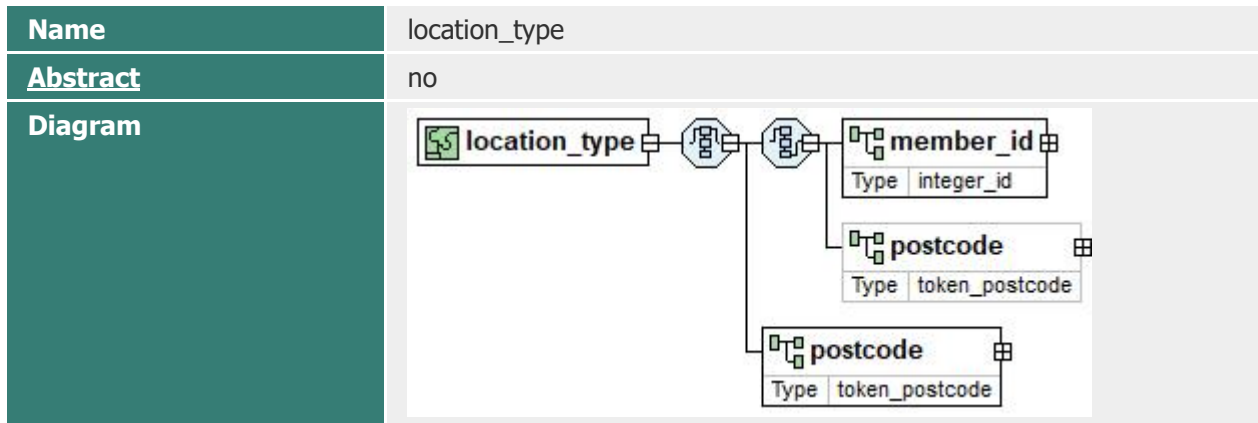 Name location_type
Abstract no
Diagram
location_type
member_id
Type integer_id
postcode
Type token_postcode
postcode
Type token_postcode